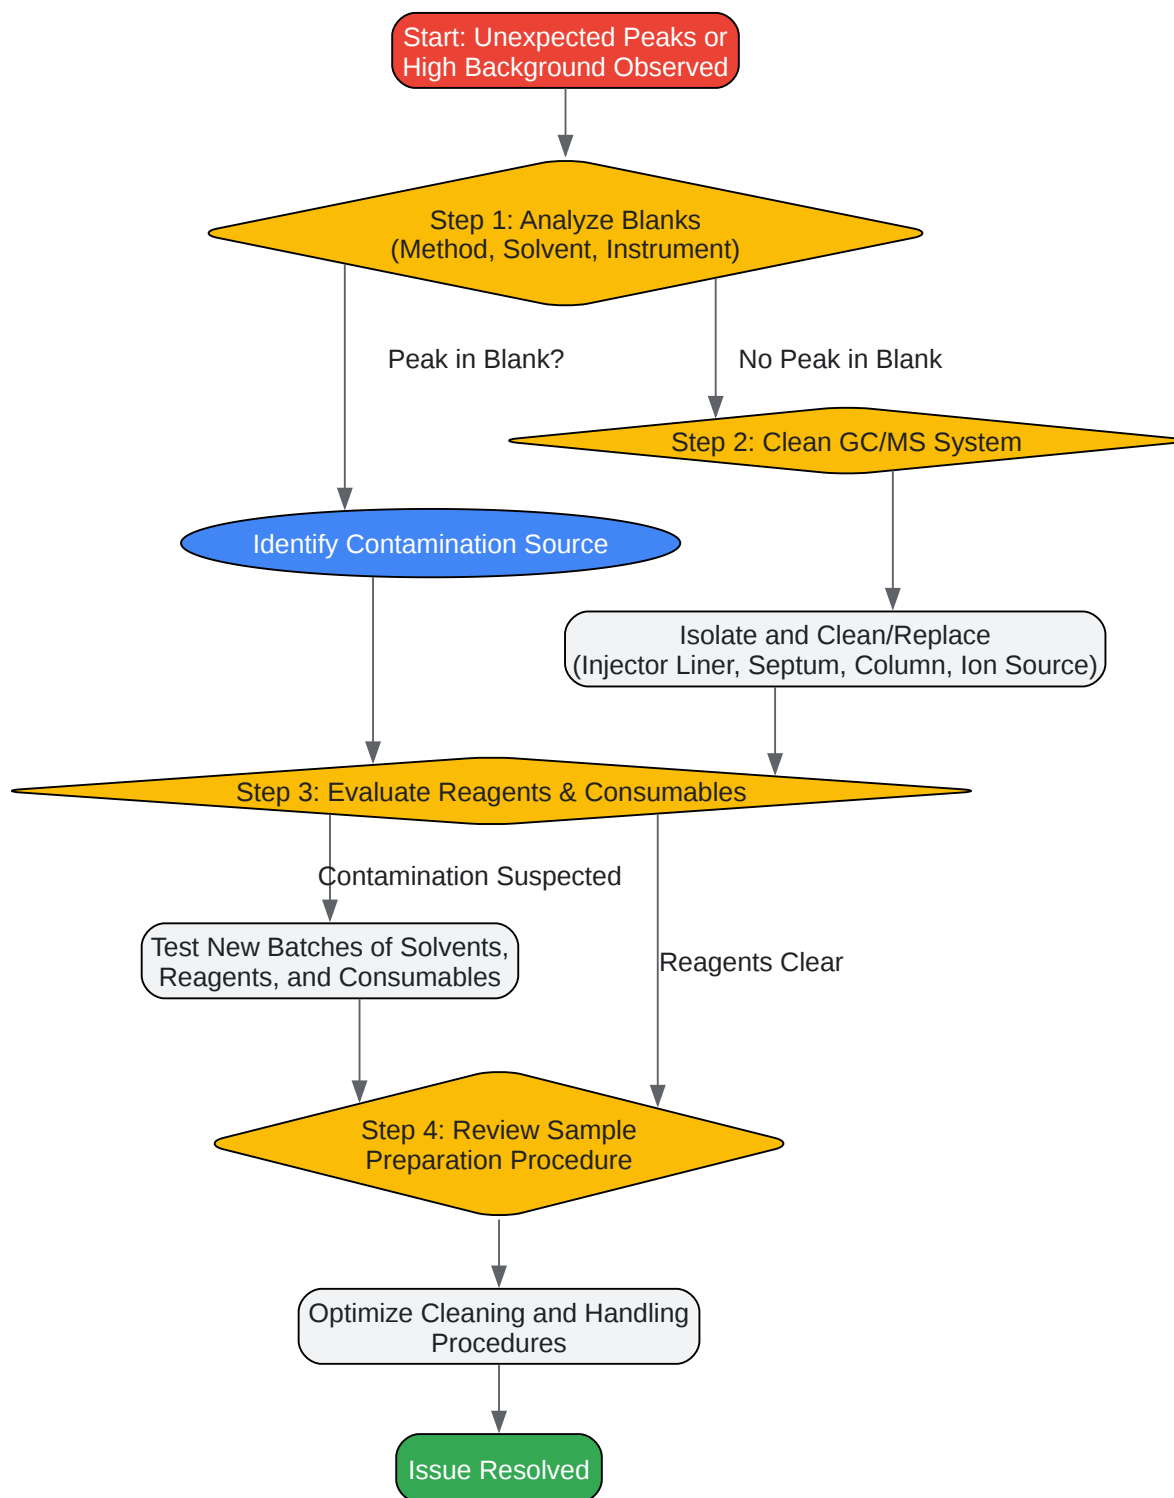 Start: Unexpected Peaks or
High Background Observed
Step 1: Analyze Blanks
(Method, Solvent, Instrument)
Peak in Blank?
No Peak in Blank
Step 2: Clean GC/MS System
Identify Contamination Source
Isolate and Clean/Replace
(Injector Liner, Septum, Column, Ion Source)
Step 3: Evaluate Reagents & Consumables
Contamination Suspected
Test New Batches of Solvents,
Reagents, and Consumables
Reagents Clear
Step 4: Review Sample
Preparation Procedure
Optimize Cleaning and Handling
Procedures
Issue Resolved